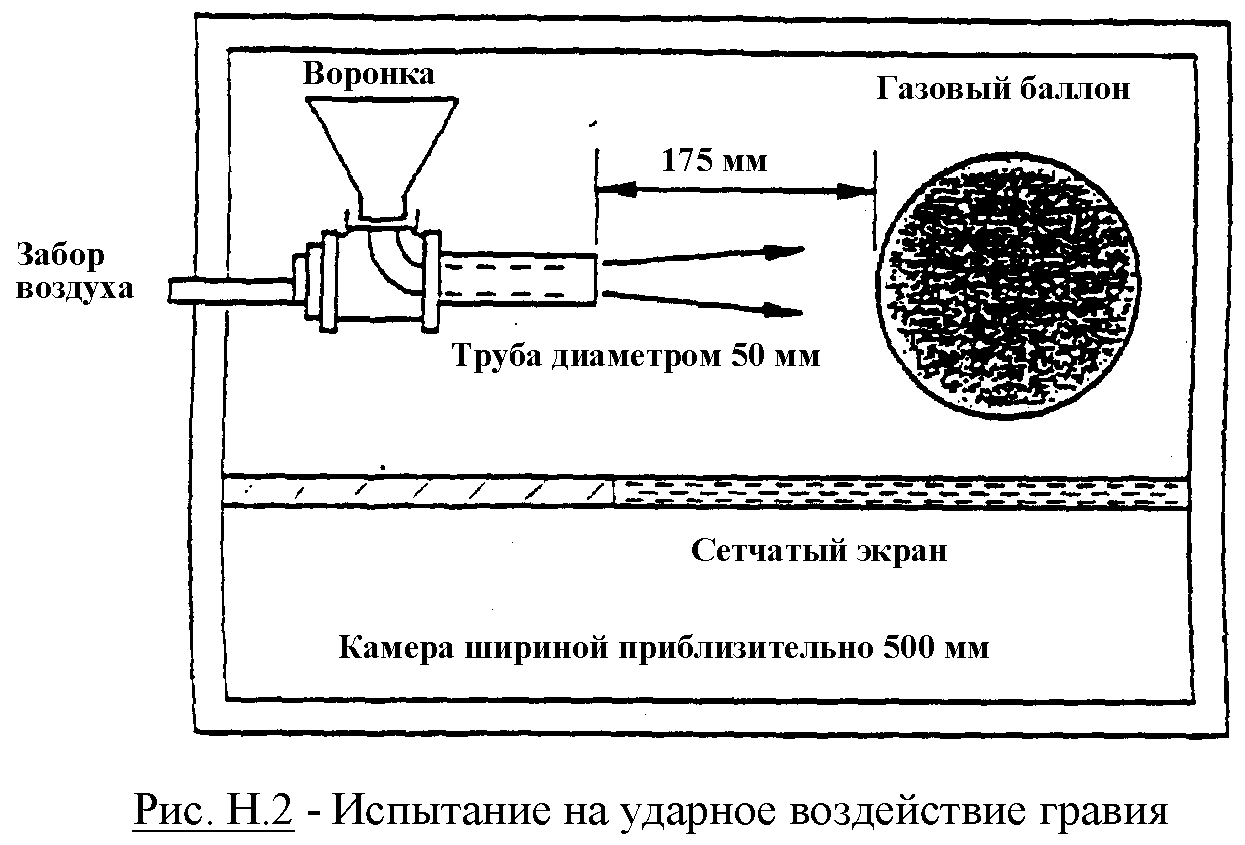 Воронка
Газовый баллон
175 мм
Забор
воздуха
Труба диаметром 50 мм
Сетчатый экран
Камера шириной приблизительно 500 мм
Рис. Н.2 - Испытание на ударное воздействие гравия